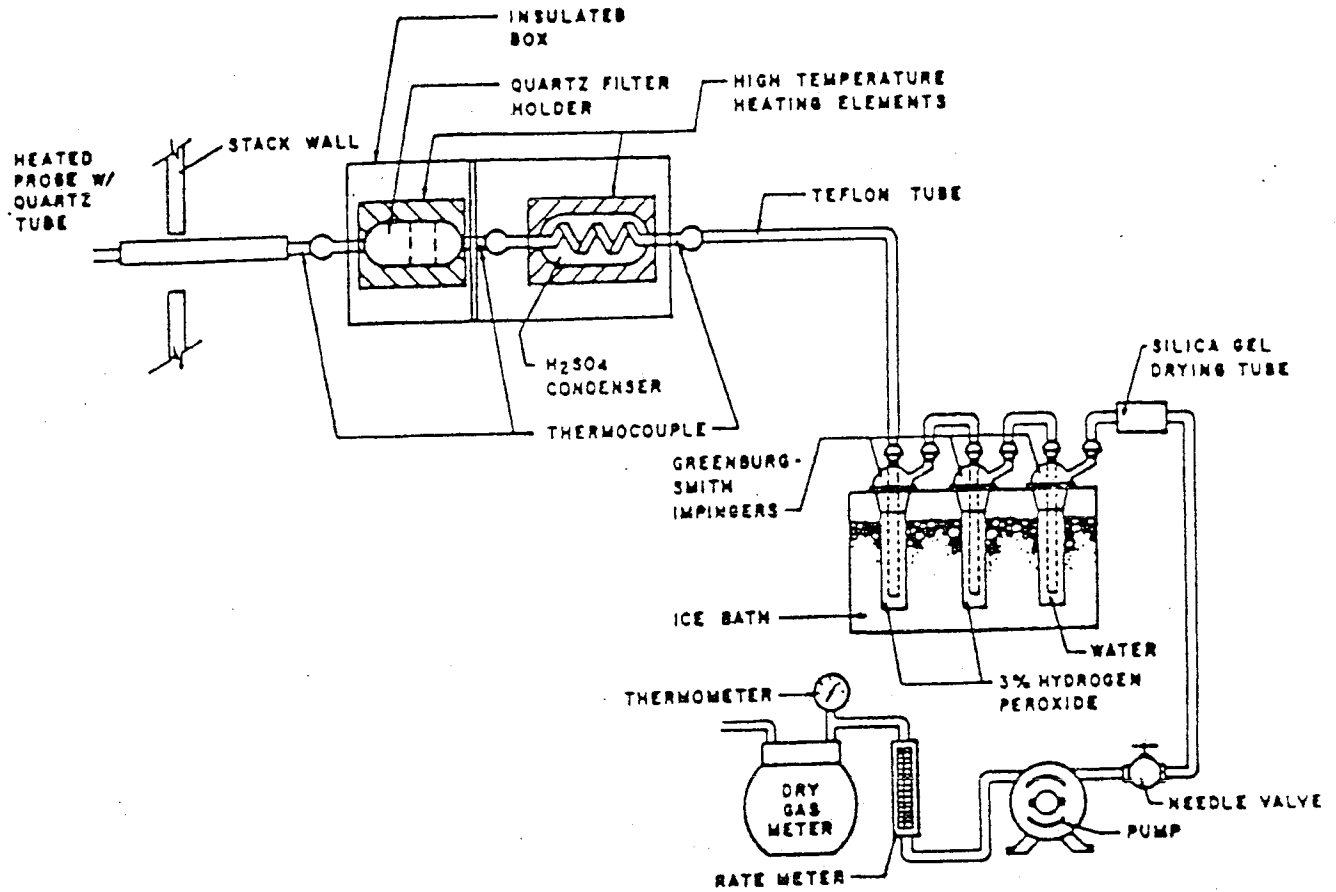 INSULATED
BOX
QUARTZ FILTER
HOLDER
HIGH TEMPERATURE
HEATING ELEMENTS
STACK WALL
HEATED
PROBE W/
QUARTZ
TUBE
TEFLON TUBE
H2SO4
CONDENSER
THERMOCOUPLE
SILICA GEL
DRYING TUBE
GREENBURG-
SMITH
IMPINGERS
ICE BATH
WATER
3% HYDROGEN
PEROXIDE
THERMOMETER
DRY
GAS
METER
NEEDLE VALVE
PUMP
RATE METER